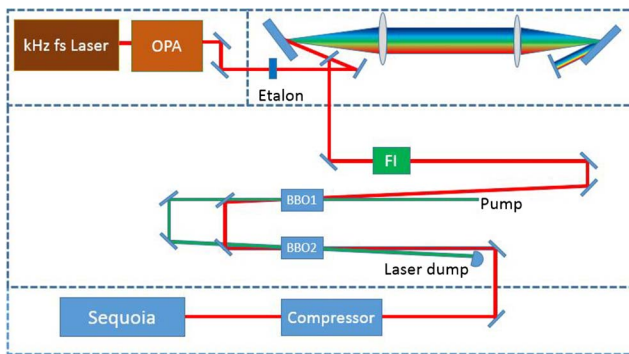 kHz fs Laser
OPA
Etalon
FI
BBO1
Pump
BBO2
Laser dump
Sequoia
Compressor